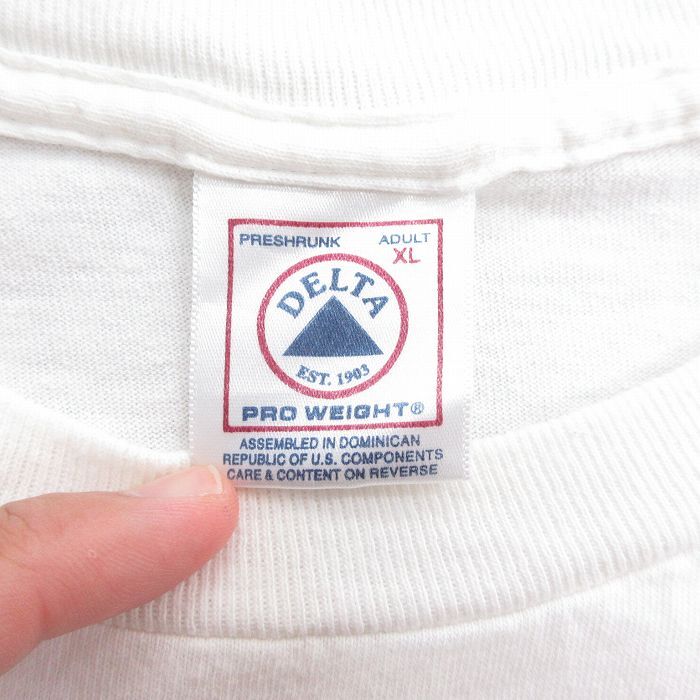 PRESHRUNK ADULT
XL
DELTA
EST. 1903
PRO WEIGHT®
ASSEMBLED IN DOMINICAN
REPUBLIC OF U.S. COMPONENTS
CARE & CONTENT ON REVERSE